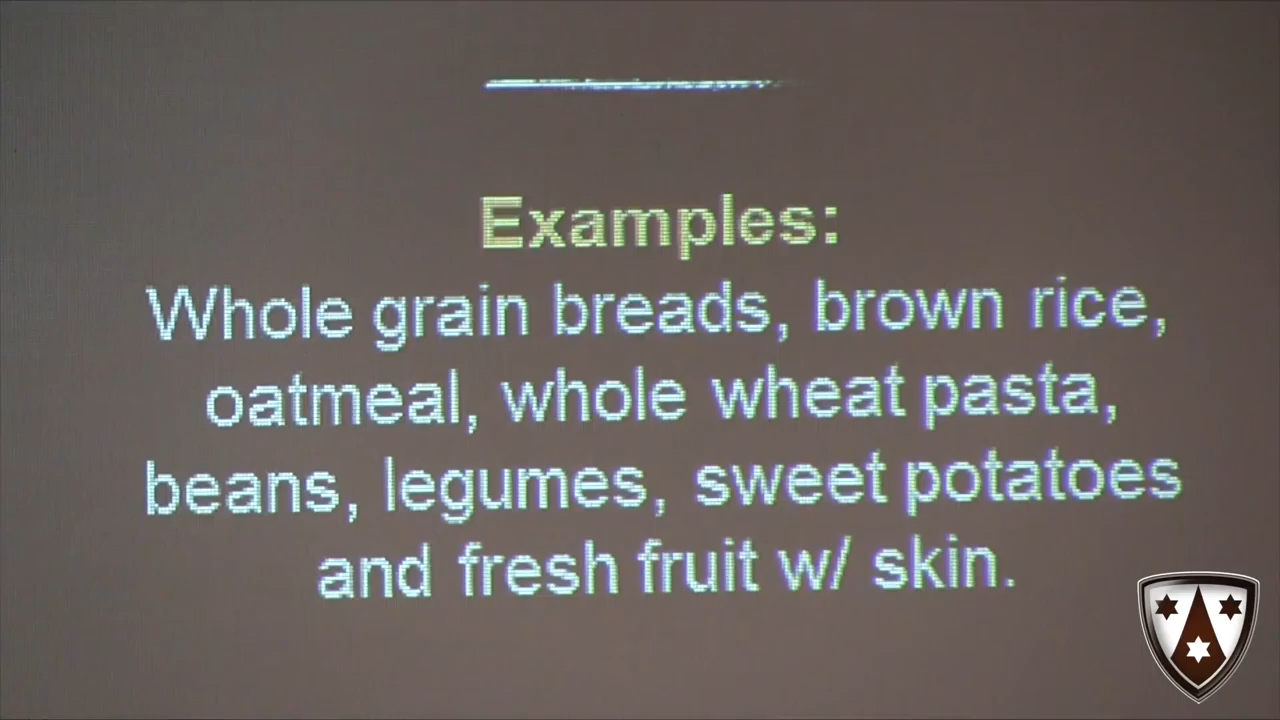 Examples:
Whole grain breads, brown rice,
oatmeal, whole wheat pasta,
beans, legumes, sweet potatoes
and fresh fruit w/ skin.